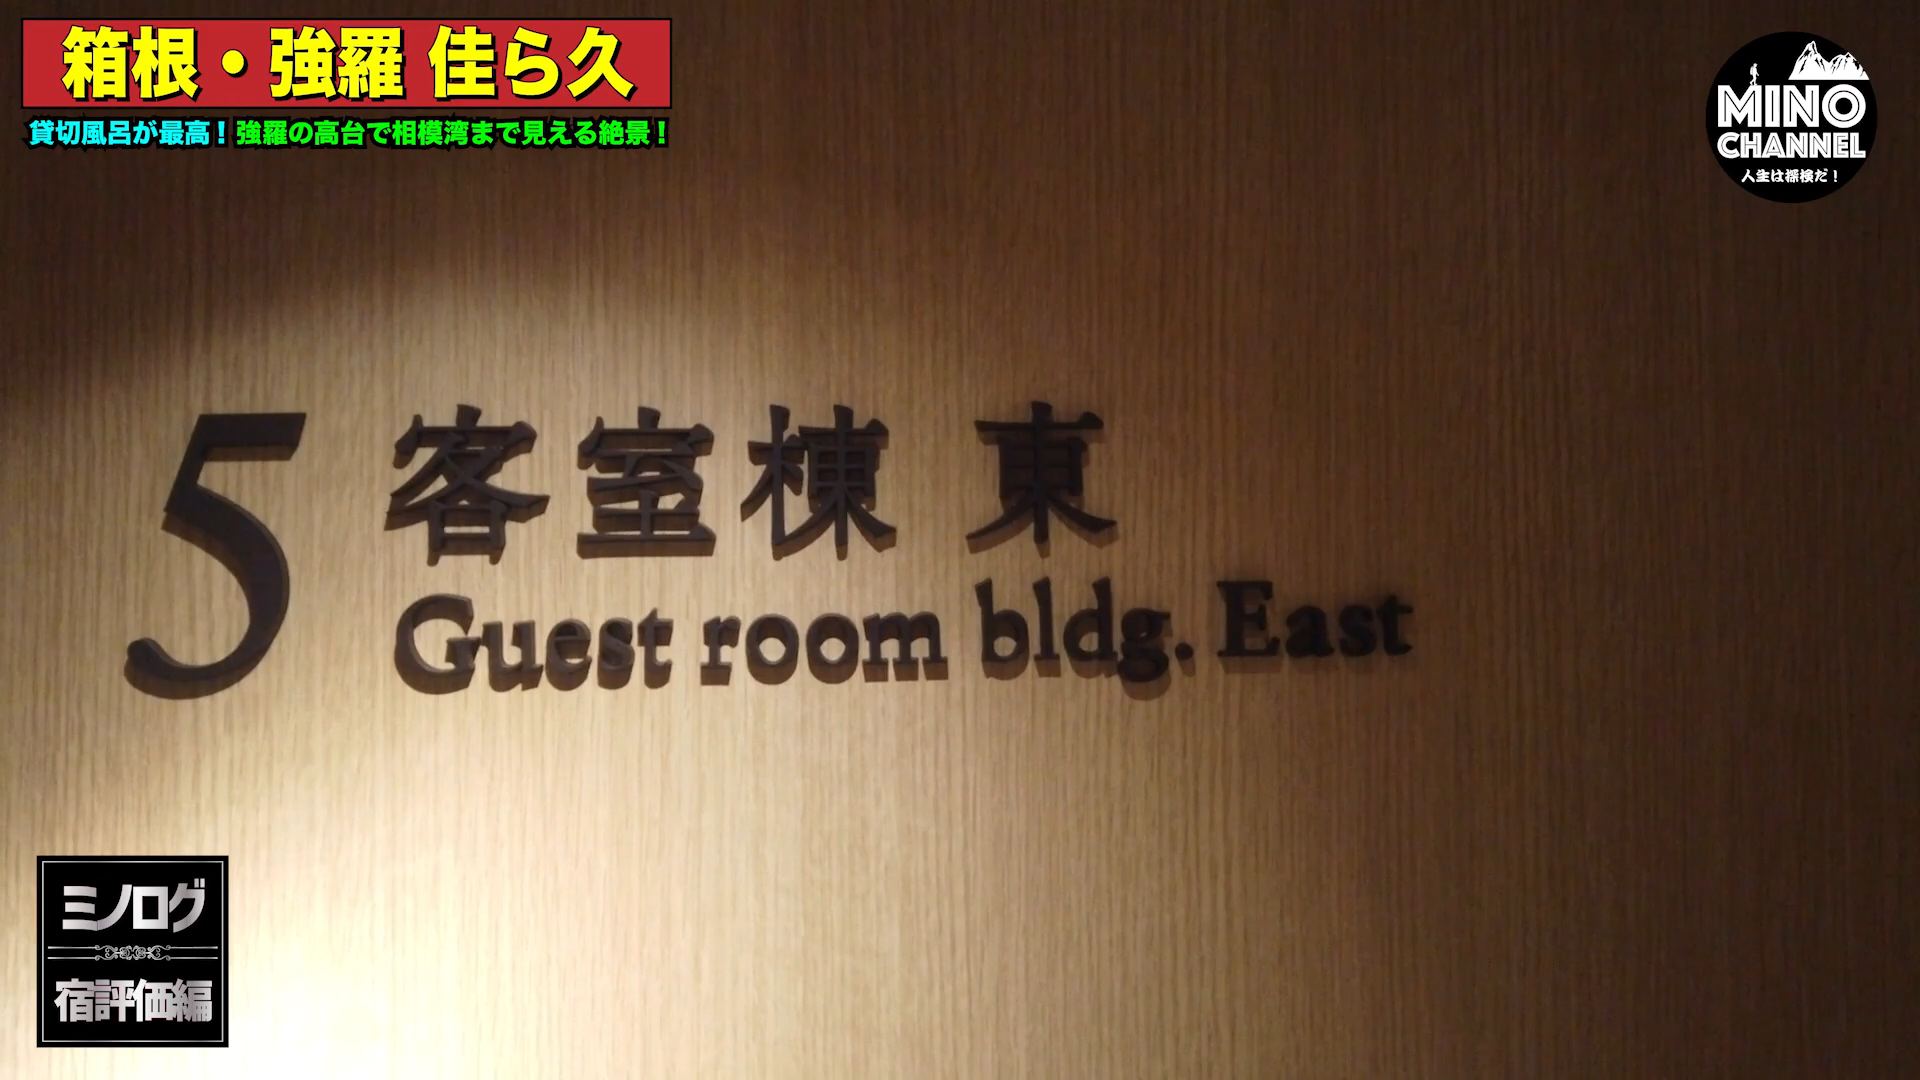 箱根・強羅 佳ら久
貸切風呂が最高！強羅の高台で相模湾まで見える絶景！
MINO
CHANNEL
人生は探検だ！
5 客室棟 東
Guest room bldg. East
ミノログ
宿評価編